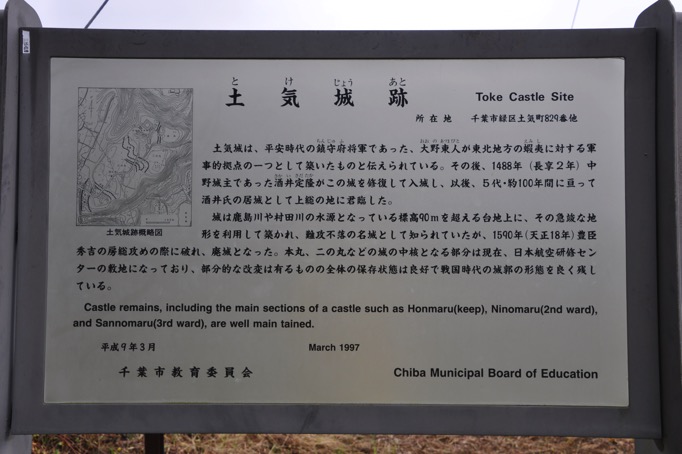 とけじょうあと
土気城跡
Toke Castle Site
所在地 千葉市緑区土気町829番他
土気城は、平安時代の鎮守府将軍であった、大野東人が東北地方の蝦夷に対する軍
事的拠点の一つとして築いたものと伝えられている。その後、1488年(長享2年)中
野城主であった酒井定隆がこの城を修復して入城し、以後、5代・約100年間に亘って
酒井氏の居城として上総の地に君臨した。
城は鹿島川や村田川の水源となっている標高90mを超える台地上に、その急峻な地
形を利用して築かれ、難攻不落の名城として知られていたが、1590年(天正18年)豊臣
秀吉の房総攻めの際に破れ、廃城となった。本丸、二の丸などの城の中核となる部分は現在、日本航空研修セン
ターの敷地になっており、部分的な改変は有るものの全体の保存状態は良好で戦国時代の城郭の形態を良く残し
ている。
土気城跡概略図
Castle remains, including the main sections of a castle such as Honmaru(keep), Ninomaru(2nd ward),
and Sannomaru(3rd ward), are well main tained.
平成9年3月 March 1997
千葉市教育委員会 Chiba Municipal Board of Education